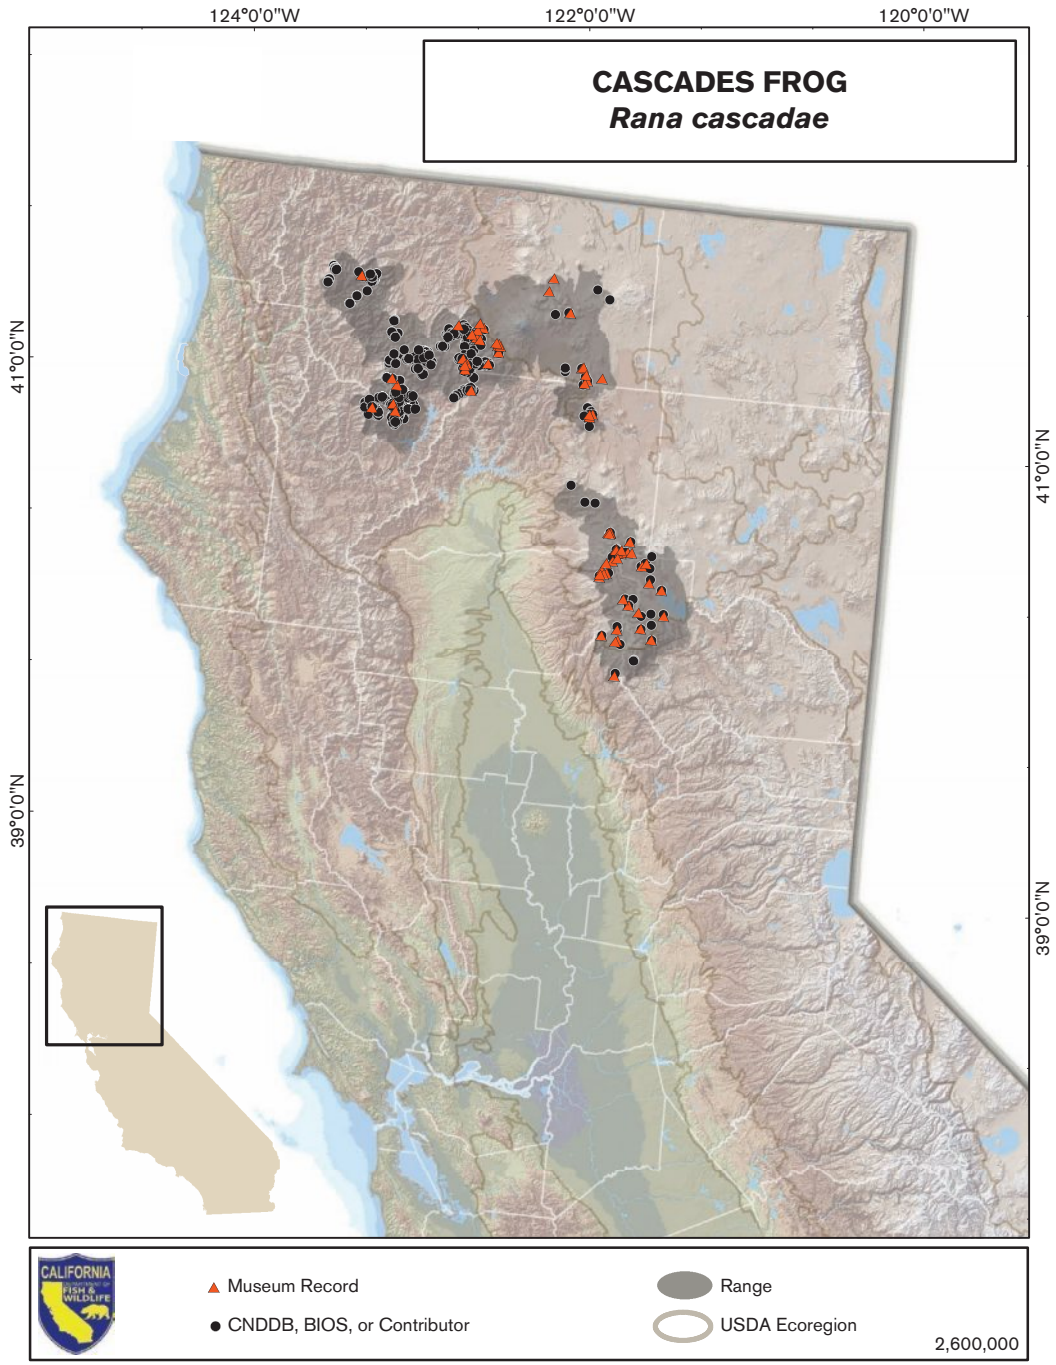 124°0'0"W
122°0'0"W
120°0'0"W
CASCADES FROG
Rana cascadae
41°0'0"N
41°0'0"N
39°0'0"N
39°0'0"N
CALIFORNIA
DEPARTMENT OF
FISH &
WILDLIFE
Museum Record
Range
CNDDB, BIOS, or Contributor
USDA Ecoregion
2,600,000